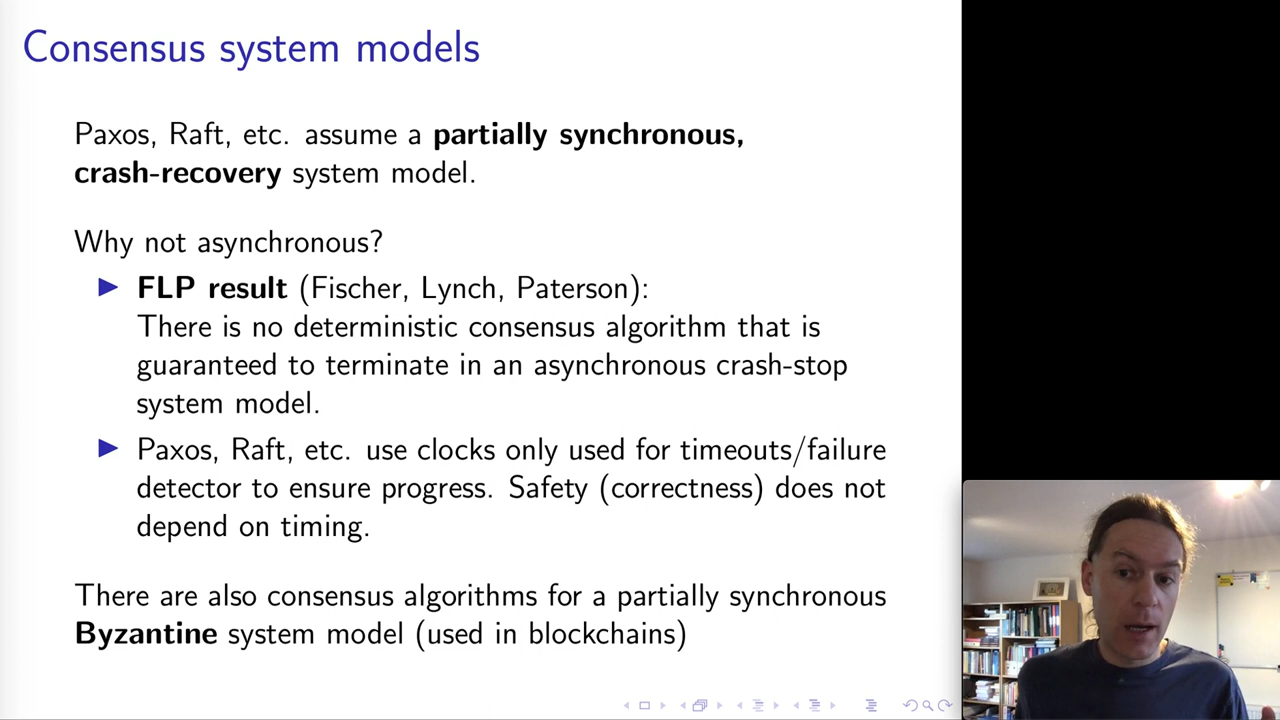 Consensus system models
Paxos, Raft, etc. assume a partially synchronous,
crash-recovery system model.
Why not asynchronous?
FLP result (Fischer, Lynch, Paterson):
There is no deterministic consensus algorithm that is
guaranteed to terminate in an asynchronous crash-stop
system model.
Paxos, Raft, etc. use clocks only used for timeouts/failure
detector to ensure progress. Safety (correctness) does not
depend on timing.
There are also consensus algorithms for a partially synchronous
Byzantine system model (used in blockchains)